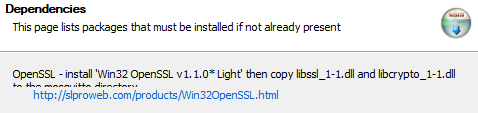 Dependencies
This page lists packages that must be installed if not already present
OpenSSL - install 'Win32 OpenSSL v1.1.0* Light' then copy libssl_1-1.dll and libcrypto_1-1.dll
to the mosquitto directory
http://slproweb.com/products/Win32OpenSSL.html